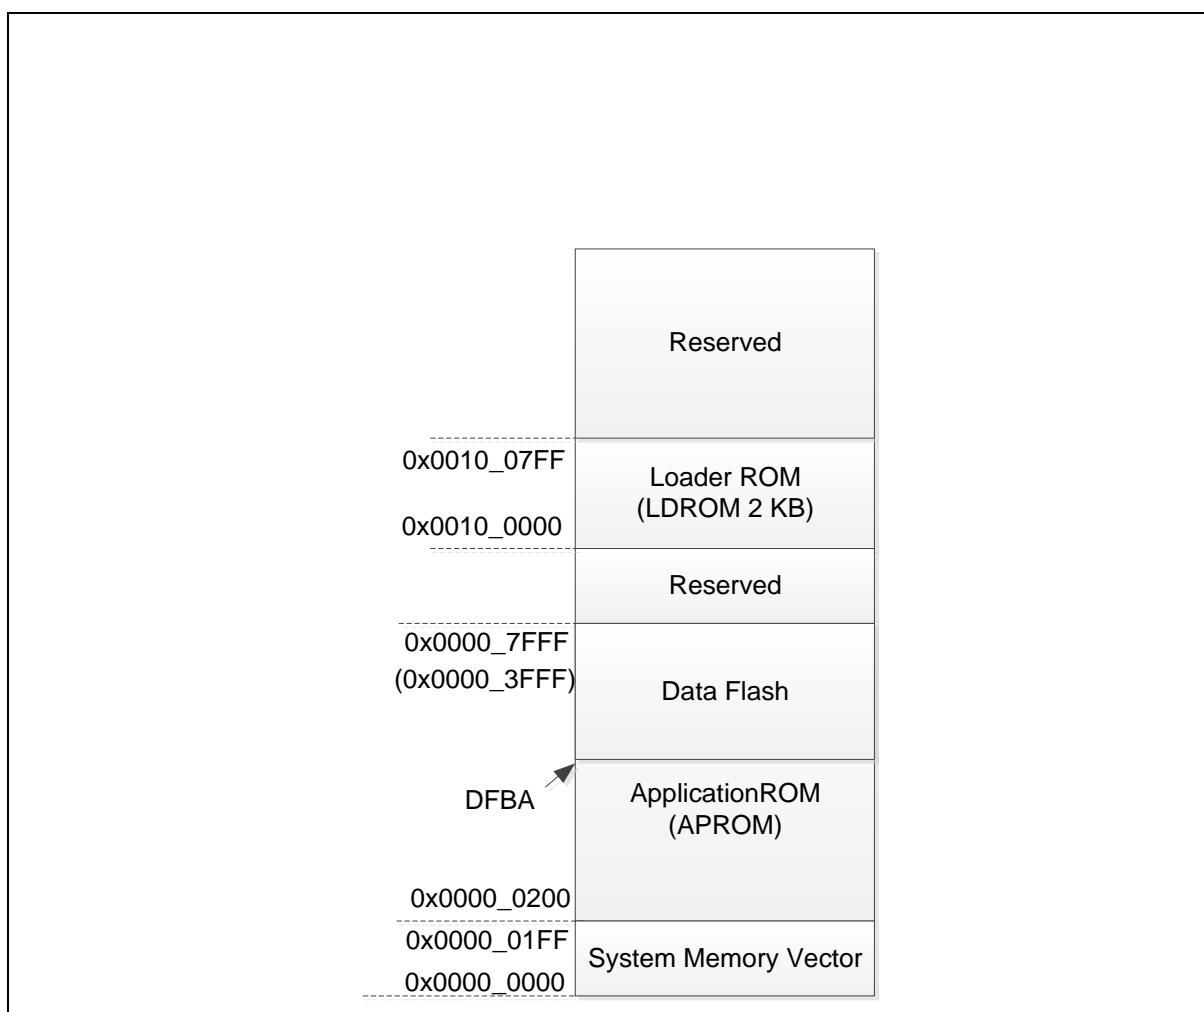 Reserved
0x0010_07FF
Loader ROM
(LDROM 2 KB)
0x0010_0000
Reserved
0x0000_7FFF
(0x0000_3FFF)
Data Flash
DFBA
ApplicationROM
(APROM)
0x0000_0200
0x0000_01FF
System Memory Vector
0x0000_0000